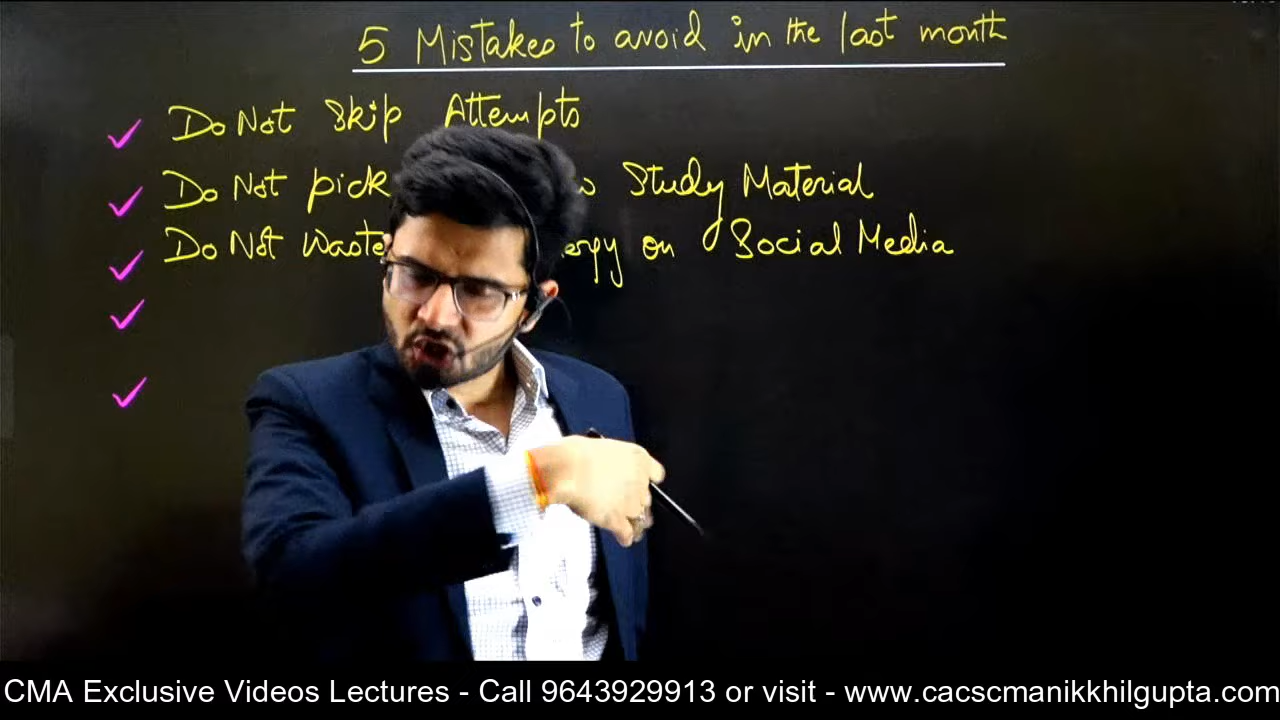 5 Mistakes to avoid in the last month
Do Not Skip Attempts
Do Not pick Study Material
Do Not Waste on Social Media
CMA Exclusive Videos Lectures - Call 9643929913 or visit - www.cacscmanikkhilgupta.com